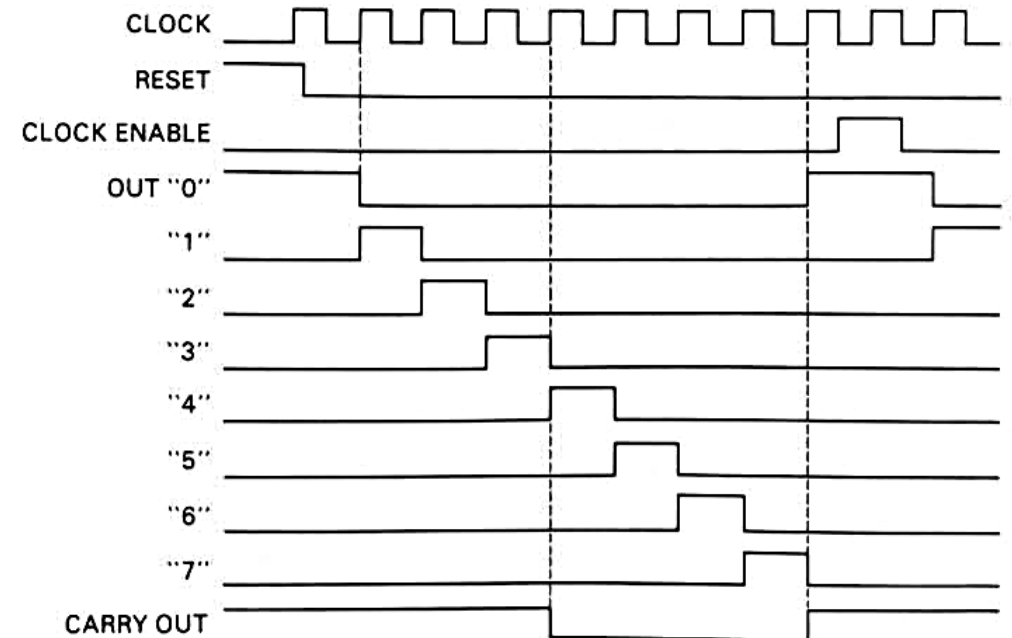 CLOCK
RESET
CLOCK ENABLE
OUT "0"
"1"
"2"
"3"
"4"
"5"
"6"
"7"
CARRY OUT